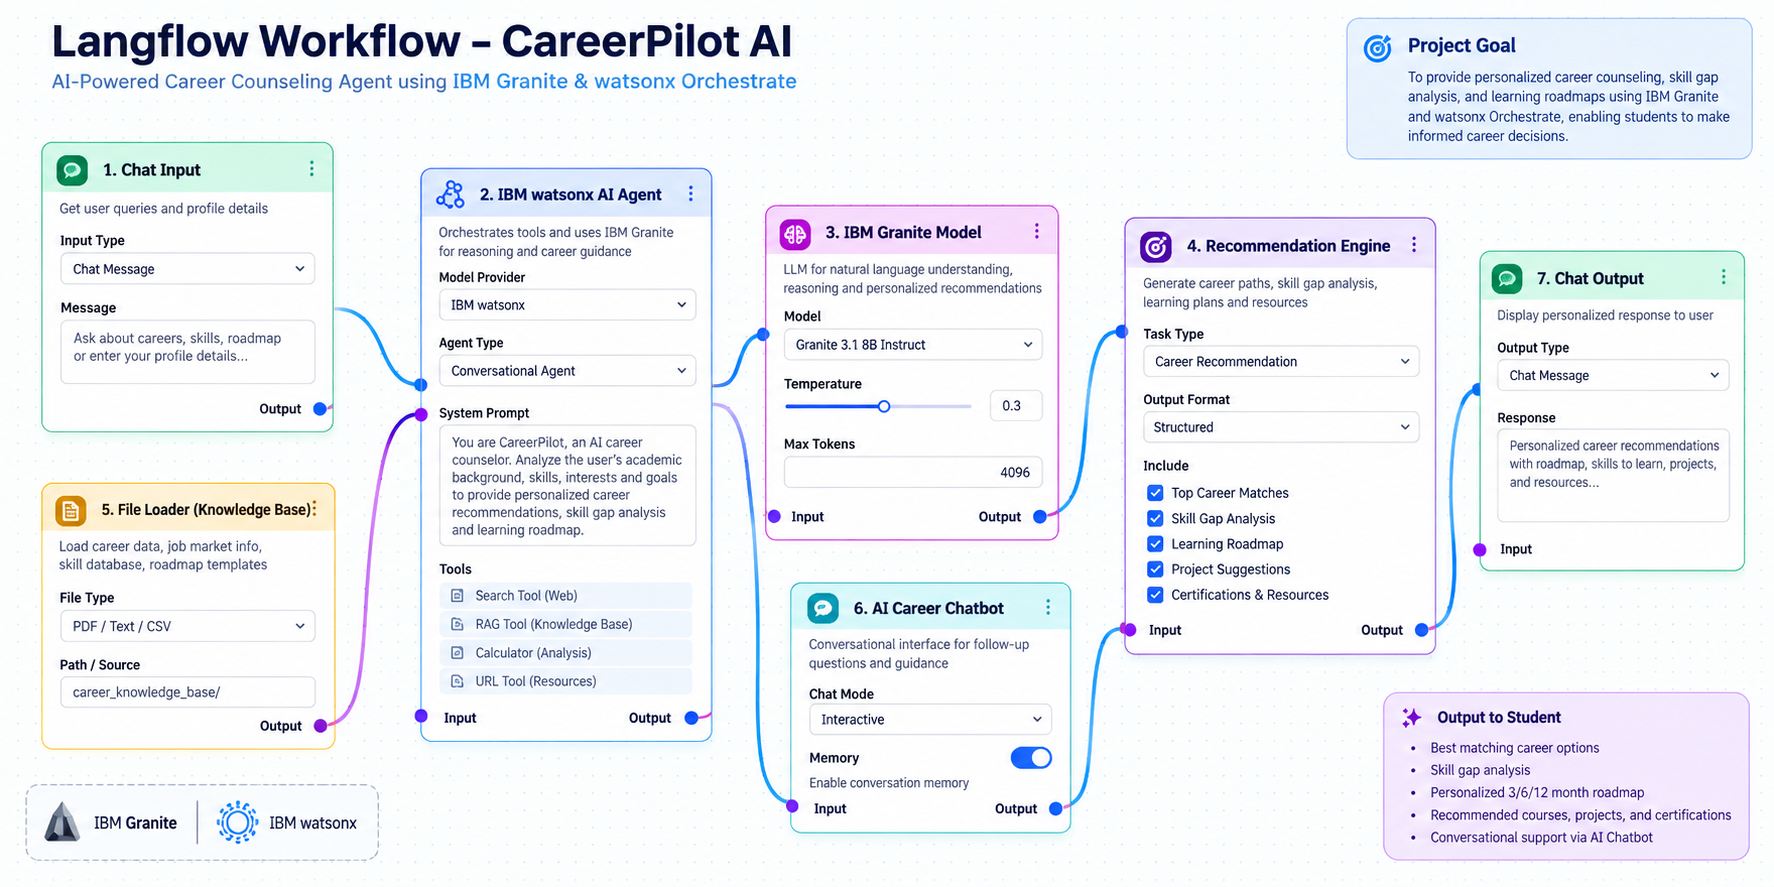 Langflow Workflow – CareerPilot AI
AI-Powered Career Counseling Agent using IBM Granite & watsonx Orchestrate
Project Goal
To provide personalized career counseling, skill gap
analysis, and learning roadmaps using IBM Granite
and watsonx Orchestrate, enabling students to make
informed career decisions.
1. Chat Input
Get user queries and profile details
Input Type
Chat Message
Message
Ask about careers, skills, roadmap
or enter your profile details...
Output
5. File Loader (Knowledge Base)
Load career data, job market info,
skill database, roadmap templates
File Type
PDF / Text / CSV
Path / Source
career_knowledge_base/
Output
2. IBM watsonx AI Agent
Orchestrates tools and uses IBM Granite
for reasoning and career guidance
Model Provider
IBM watsonx
Agent Type
Conversational Agent
System Prompt
You are CareerPilot, an AI career
counselor. Analyze the user's academic
background, skills, interests and goals
to provide personalized career
recommendations, skill gap analysis
and learning roadmap.
Tools
Search Tool (Web)
RAG Tool (Knowledge Base)
Calculator (Analysis)
URL Tool (Resources)
Input Output
3. IBM Granite Model
LLM for natural language understanding,
reasoning and personalized recommendations
Model
Granite 3.1 8B Instruct
Temperature
0.3
Max Tokens
4096
Input Output
6. AI Career Chatbot
Conversational interface for follow-up
questions and guidance
Chat Mode
Interactive
Memory
Enable conversation memory
Input Output
4. Recommendation Engine
Generate career paths, skill gap analysis,
learning plans and resources
Task Type
Career Recommendation
Output Format
Structured
Include
Top Career Matches
Skill Gap Analysis
Learning Roadmap
Project Suggestions
Certifications & Resources
Input Output
7. Chat Output
Display personalized response to user
Output Type
Chat Message
Response
Personalized career recommendations
with roadmap, skills to learn, projects,
and resources...
Input
Output to Student
• Best matching career options
• Skill gap analysis
• Personalized 3/6/12 month roadmap
• Recommended courses, projects, and certifications
• Conversational support via AI Chatbot
IBM Granite
IBM watsonx